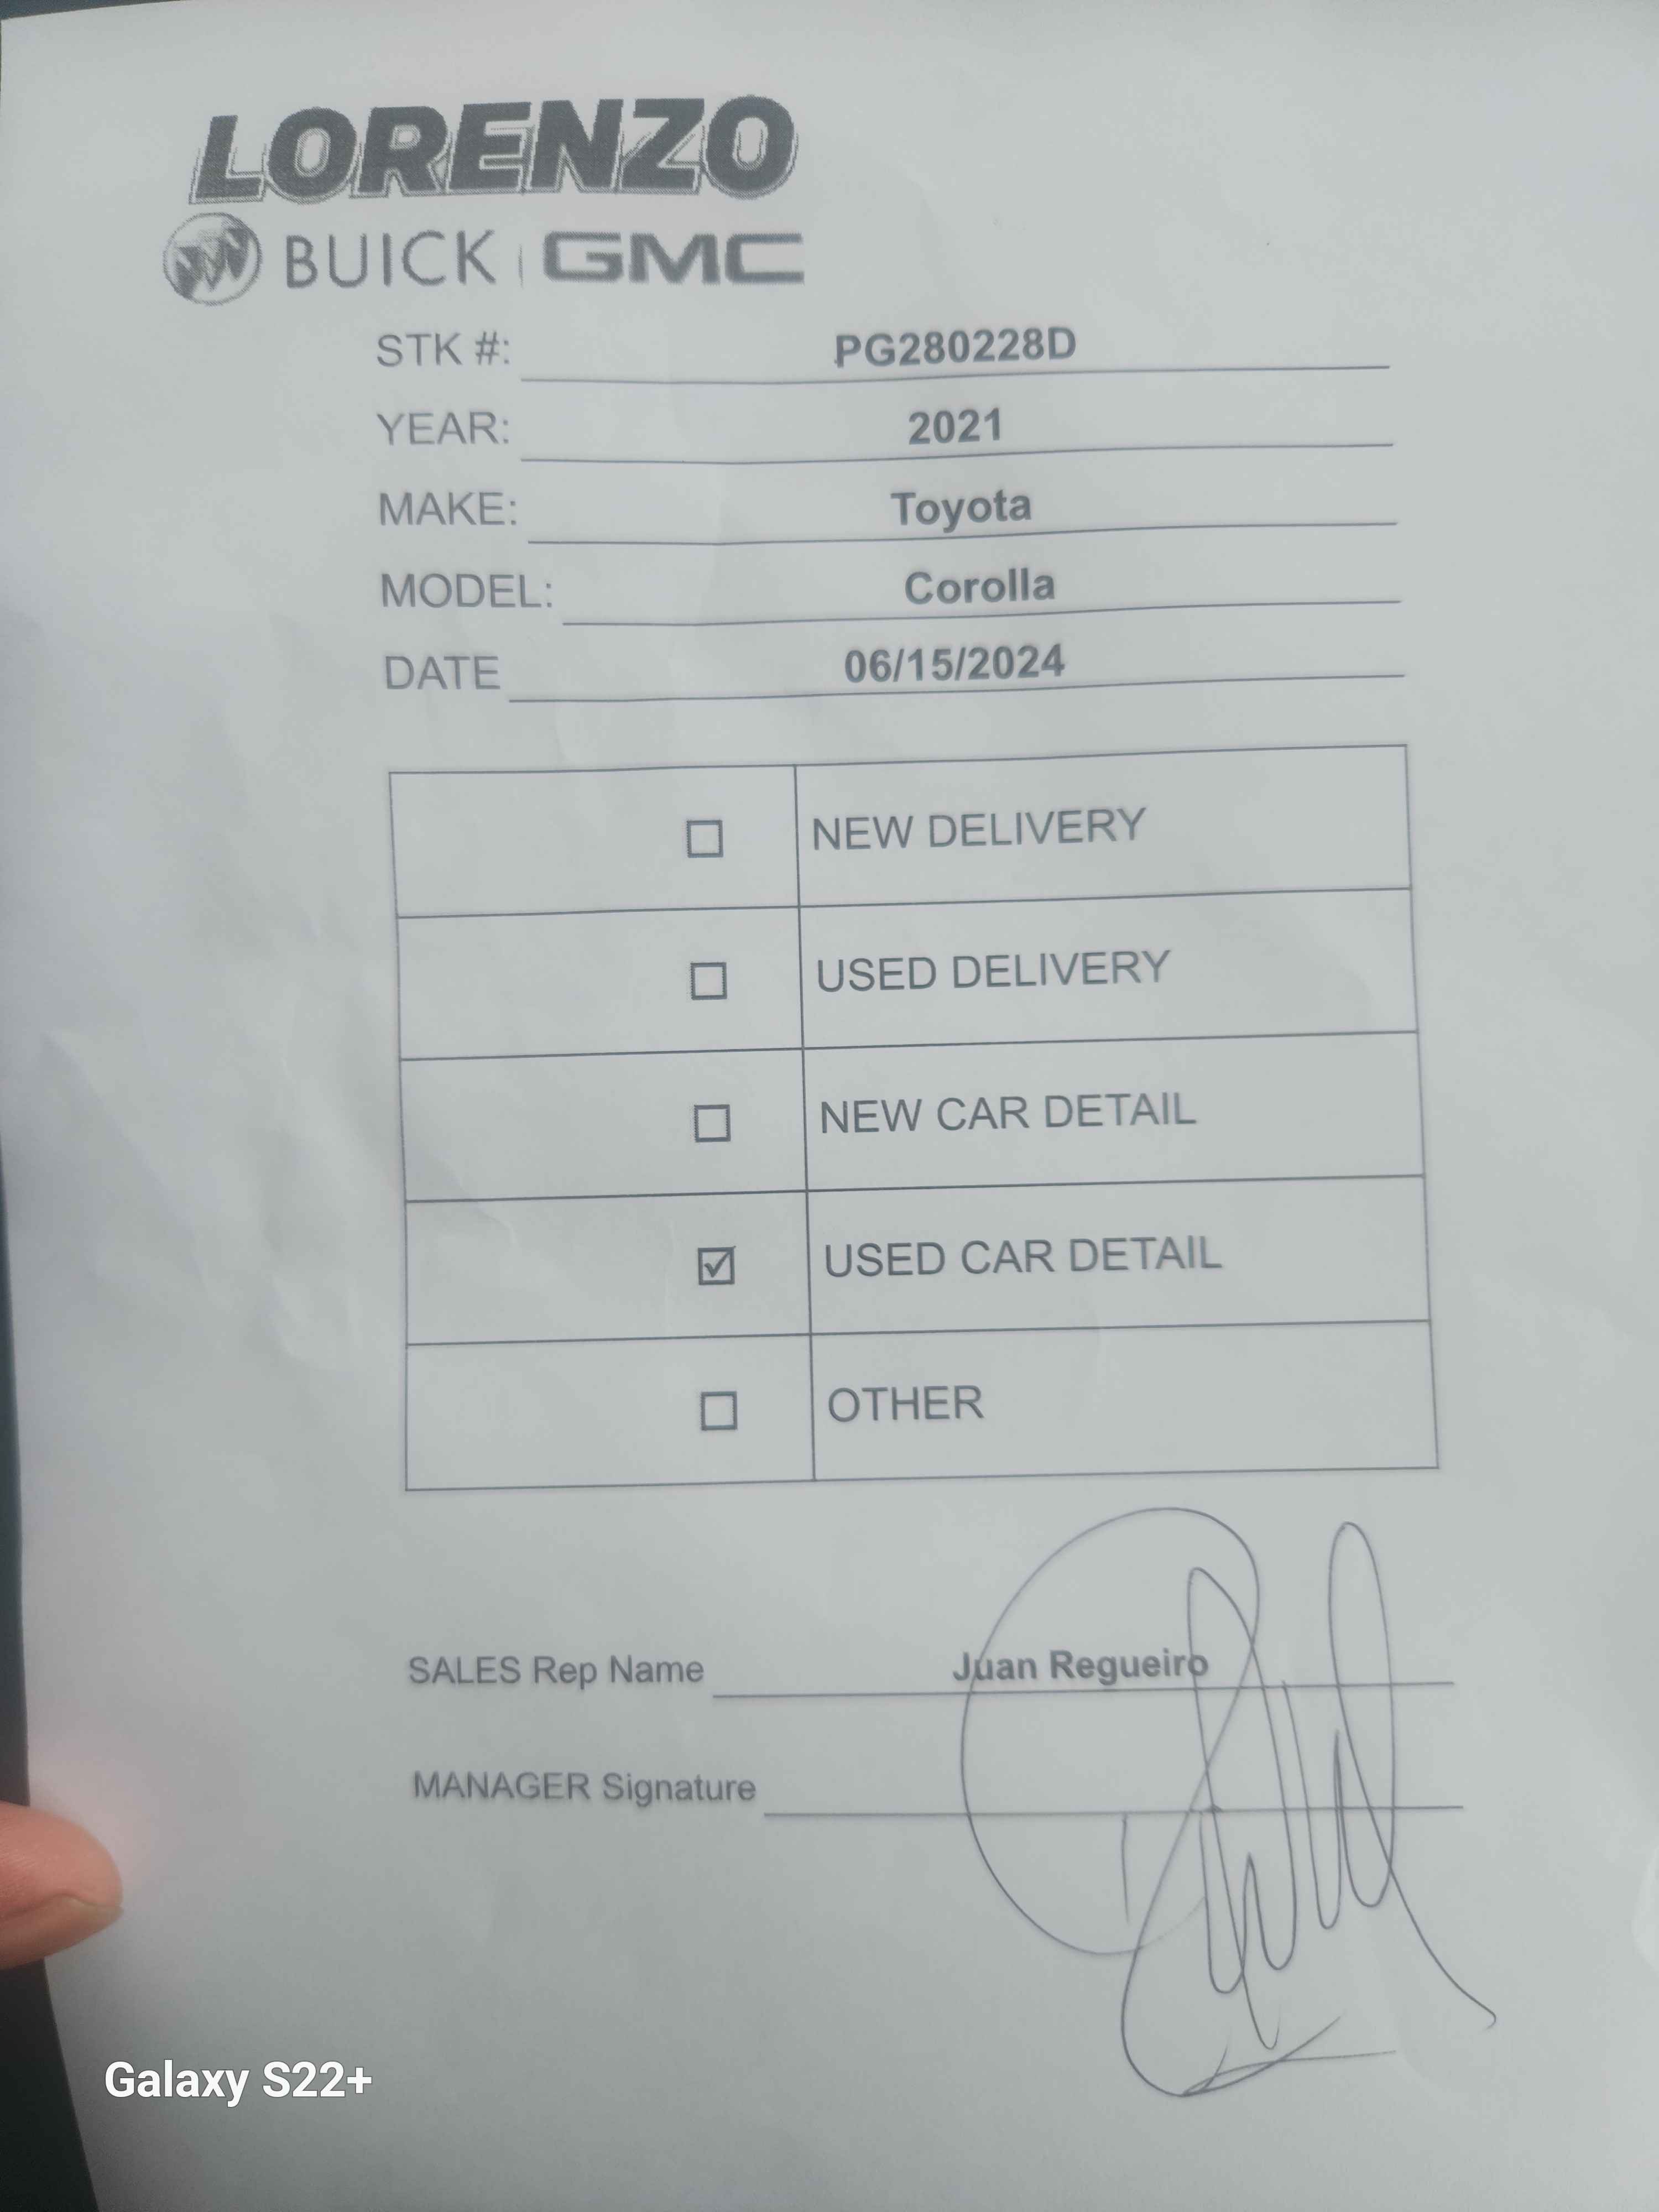 LORENZO
BUICK | GMC
STK #: PG280228D
YEAR: 2021
MAKE: Toyota
MODEL: Corolla
DATE 06/15/2024
NEW DELIVERY
USED DELIVERY
NEW CAR DETAIL
USED CAR DETAIL
OTHER
SALES Rep Name Juan Regueiro
MANAGER Signature
Galaxy S22+